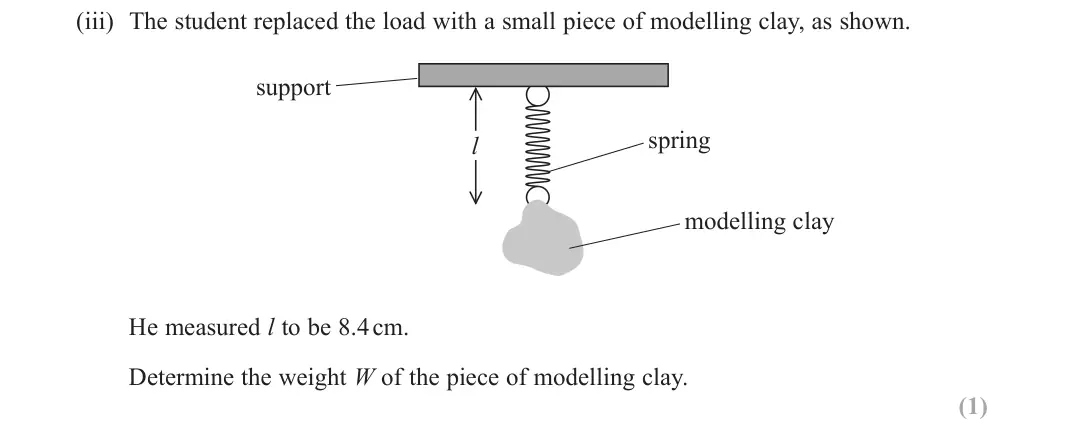 (iii) The student replaced the load with a small piece of modelling clay, as shown.
support
l
spring
modelling clay
He measured l to be 8.4 cm.
Determine the weight W of the piece of modelling clay.
(1)